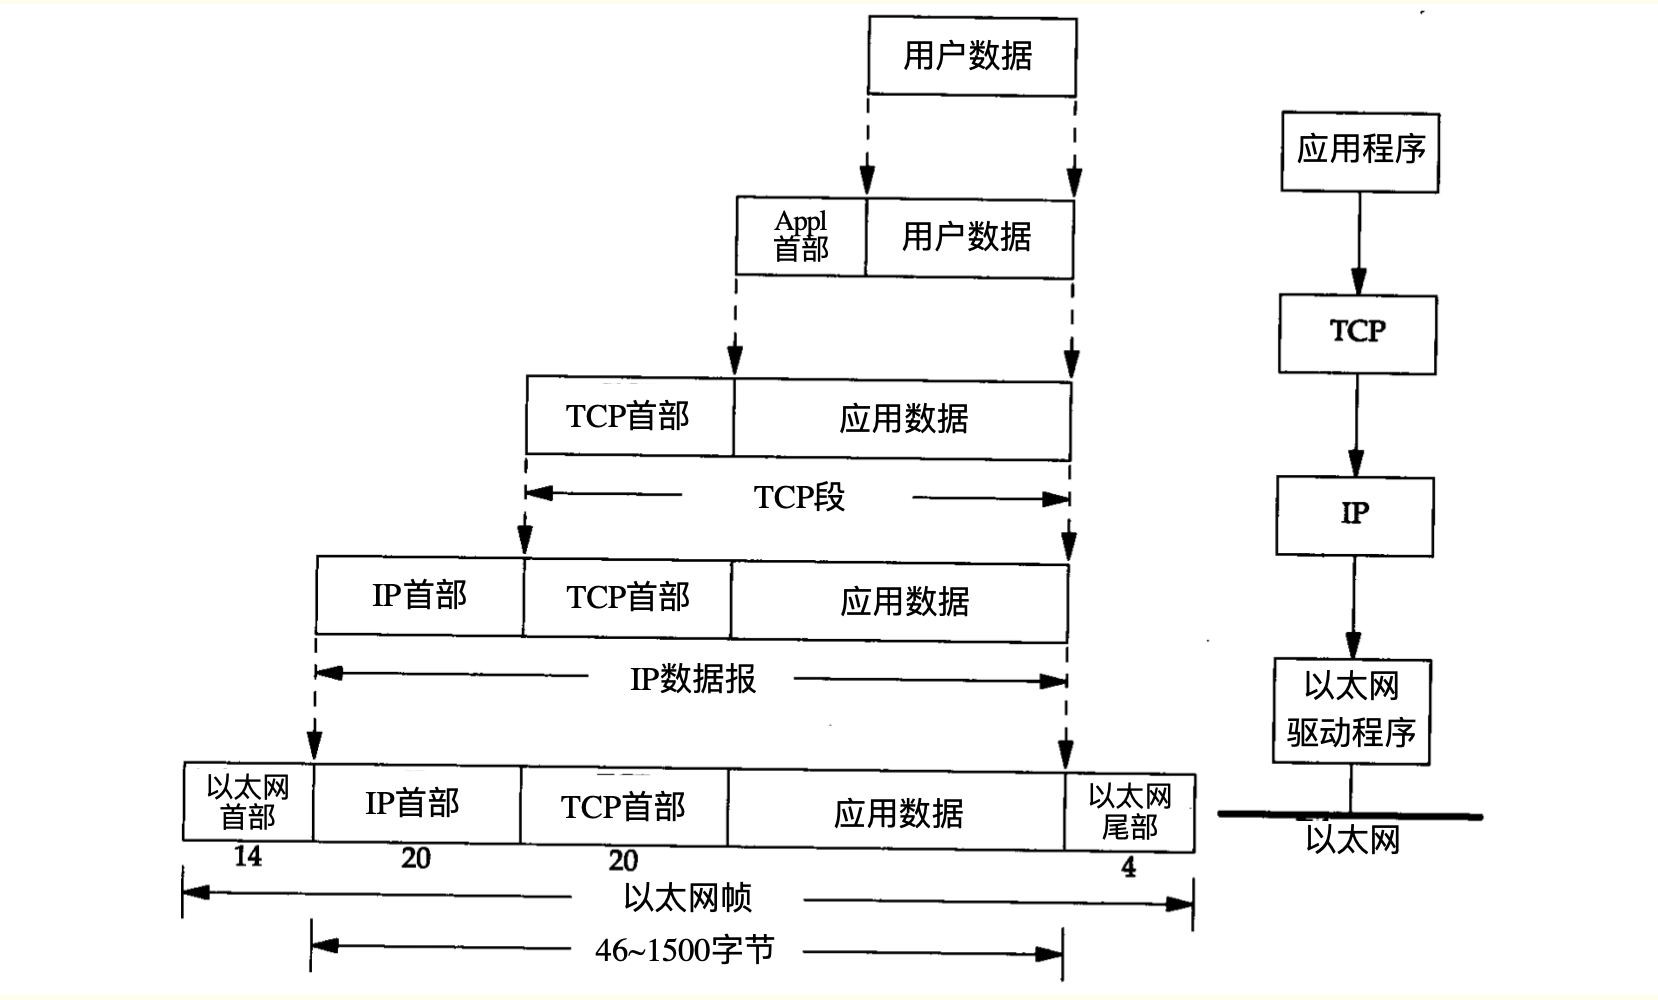 用户数据
应用程序
Appl
首部
用户数据
TCP
TCP首部
应用数据
TCP段
IP
IP首部
TCP首部
应用数据
IP数据报
以太网
驱动程序
以太网
首部
IP首部
TCP首部
应用数据
以太网
尾部
以太网
14
20
20
4
以太网帧
46~1500字节